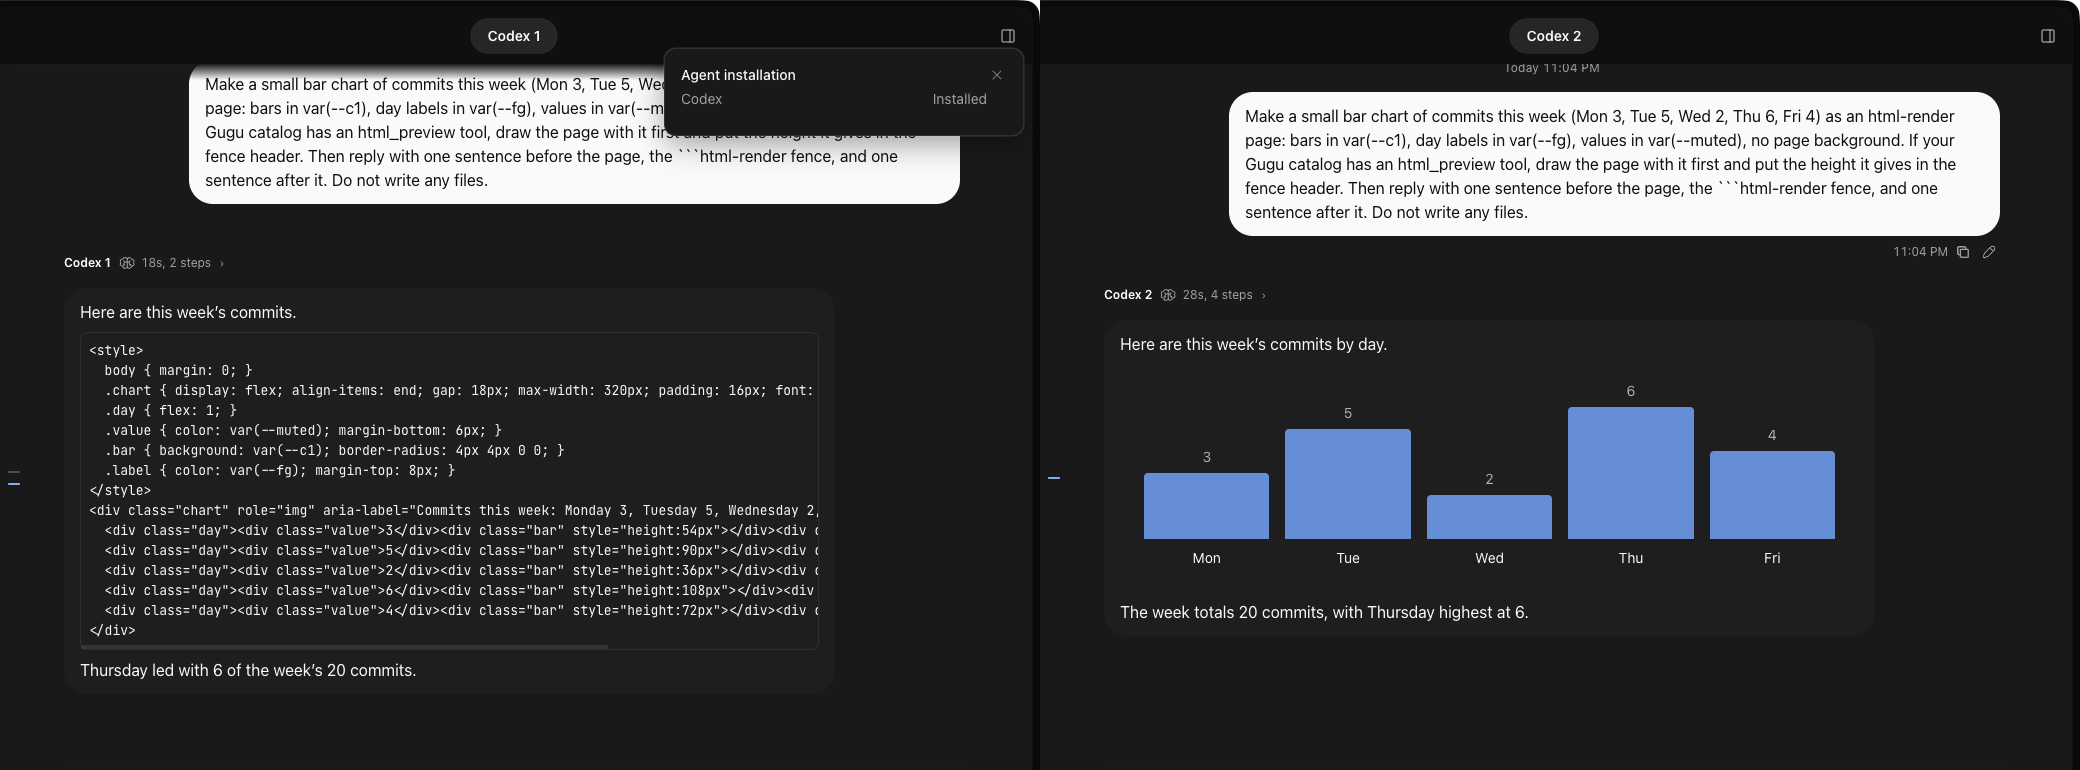 Codex 1
Agent installation
Codex
Installed
Make a small bar chart of commits this week (Mon 3, Tue 5, We
page: bars in var(--c1), day labels in var(--fg), values in var(--m
Gugu catalog has an html_preview tool, draw the page with it first and put the height it gives in the
fence header. Then reply with one sentence before the page, the ```html-render fence, and one
sentence after it. Do not write any files.
Codex 1 18s, 2 steps ›
Here are this week’s commits.
<style>
  body { margin: 0; }
  .chart { display: flex; align-items: end; gap: 18px; max-width: 320px; padding: 16px; font:
  .day { flex: 1; }
  .value { color: var(--muted); margin-bottom: 6px; }
  .bar { background: var(--c1); border-radius: 4px 4px 0 0; }
  .label { color: var(--fg); margin-top: 8px; }
</style>
<div class="chart" role="img" aria-label="Commits this week: Monday 3, Tuesday 5, Wednesday 2,
  <div class="day"><div class="value">3</div><div class="bar" style="height:54px"></div><div c
  <div class="day"><div class="value">5</div><div class="bar" style="height:90px"></div><div c
  <div class="day"><div class="value">2</div><div class="bar" style="height:36px"></div><div c
  <div class="day"><div class="value">6</div><div class="bar" style="height:108px"></div><div
  <div class="day"><div class="value">4</div><div class="bar" style="height:72px"></div><div c
</div>
Thursday led with 6 of the week’s 20 commits.
Codex 2
Today 11:04 PM
Make a small bar chart of commits this week (Mon 3, Tue 5, Wed 2, Thu 6, Fri 4) as an html-render
page: bars in var(--c1), day labels in var(--fg), values in var(--muted), no page background. If your
Gugu catalog has an html_preview tool, draw the page with it first and put the height it gives in the
fence header. Then reply with one sentence before the page, the ```html-render fence, and one
sentence after it. Do not write any files.
11:04 PM
Codex 2 28s, 4 steps ›
Here are this week’s commits by day.
3 5 2 6 4
Mon Tue Wed Thu Fri
The week totals 20 commits, with Thursday highest at 6.